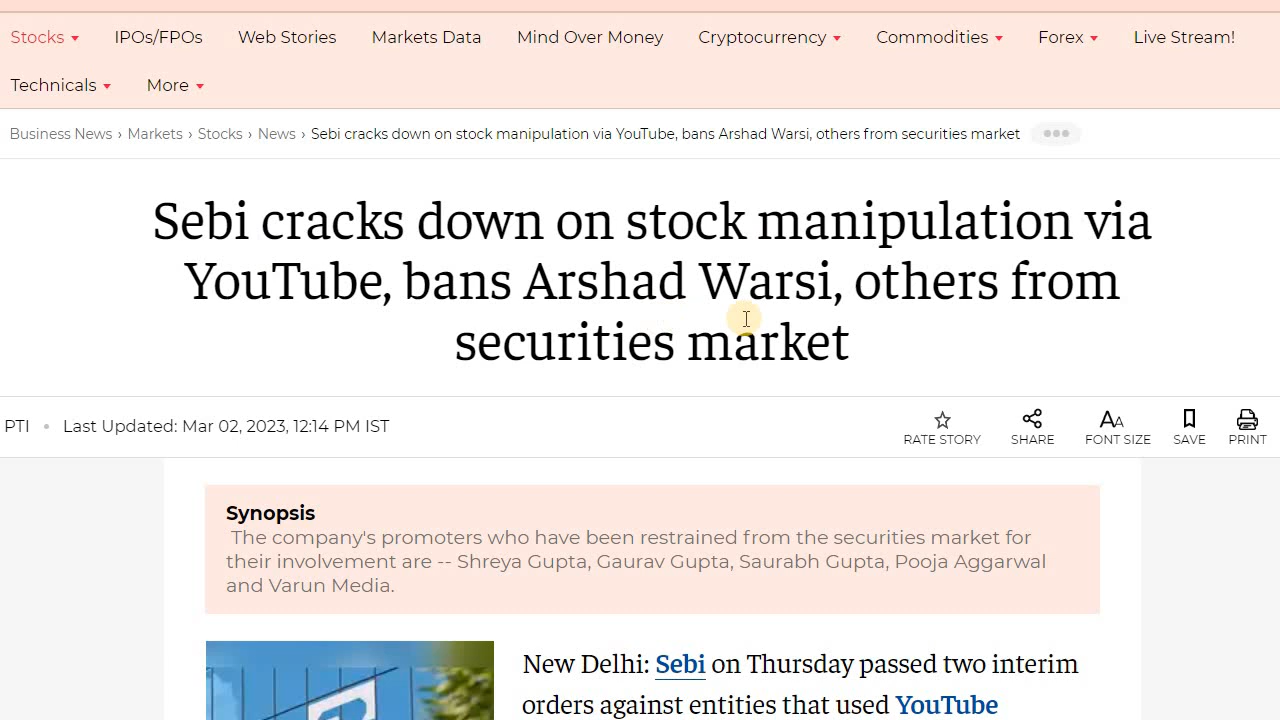 Stocks IPOs/FPOs Web Stories Markets Data Mind Over Money Cryptocurrency Commodities Forex Live Stream!
Technicals More
Business News › Markets › Stocks › News › Sebi cracks down on stock manipulation via YouTube, bans Arshad Warsi, others from securities market
Sebi cracks down on stock manipulation via
YouTube, bans Arshad Warsi, others from
securities market
PTI • Last Updated: Mar 02, 2023, 12:14 PM IST
RATE STORY SHARE FONT SIZE SAVE PRINT
Synopsis
The company's promoters who have been restrained from the securities market for
their involvement are -- Shreya Gupta, Gaurav Gupta, Saurabh Gupta, Pooja Aggarwal
and Varun Media.
New Delhi: Sebi on Thursday passed two interim
orders against entities that used YouTube